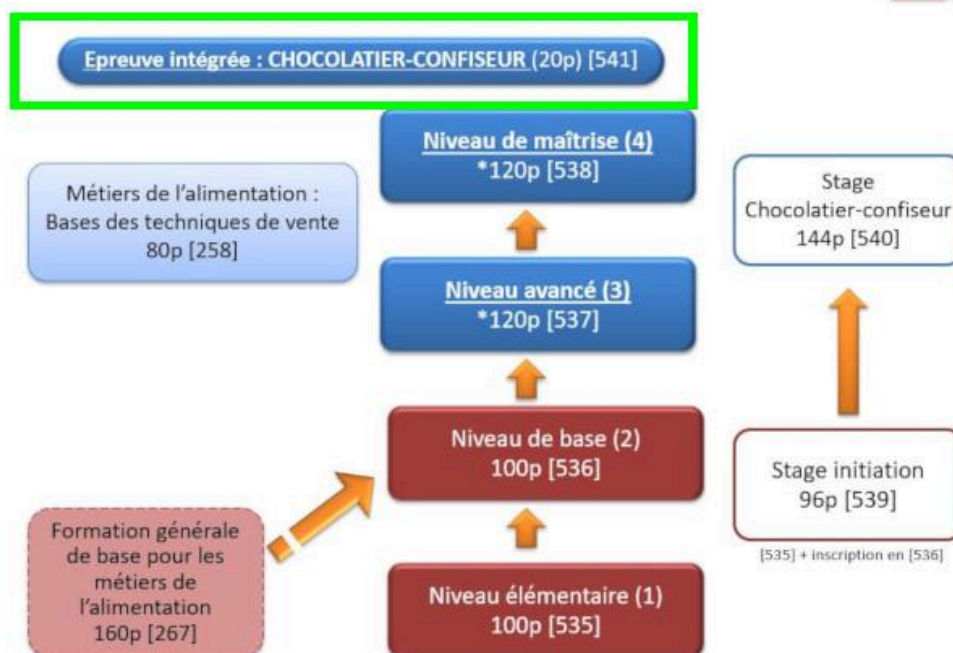 Epreuve intégrée : CHOCOLATIER-CONFISEUR (20p) [541]
Niveau de maîtrise (4)
*120p [538]
Métiers de l'alimentation :
Bases des techniques de vente
80p [258]
Stage
Chocolatier-confiseur
144p [540]
Niveau avancé (3)
*120p [537]
Niveau de base (2)
100p [536]
Stage initiation
96p [539]
[535] + inscription en [536]
Formation générale
de base pour les
métiers de
l'alimentation
160p [267]
Niveau élémentaire (1)
100p [535]